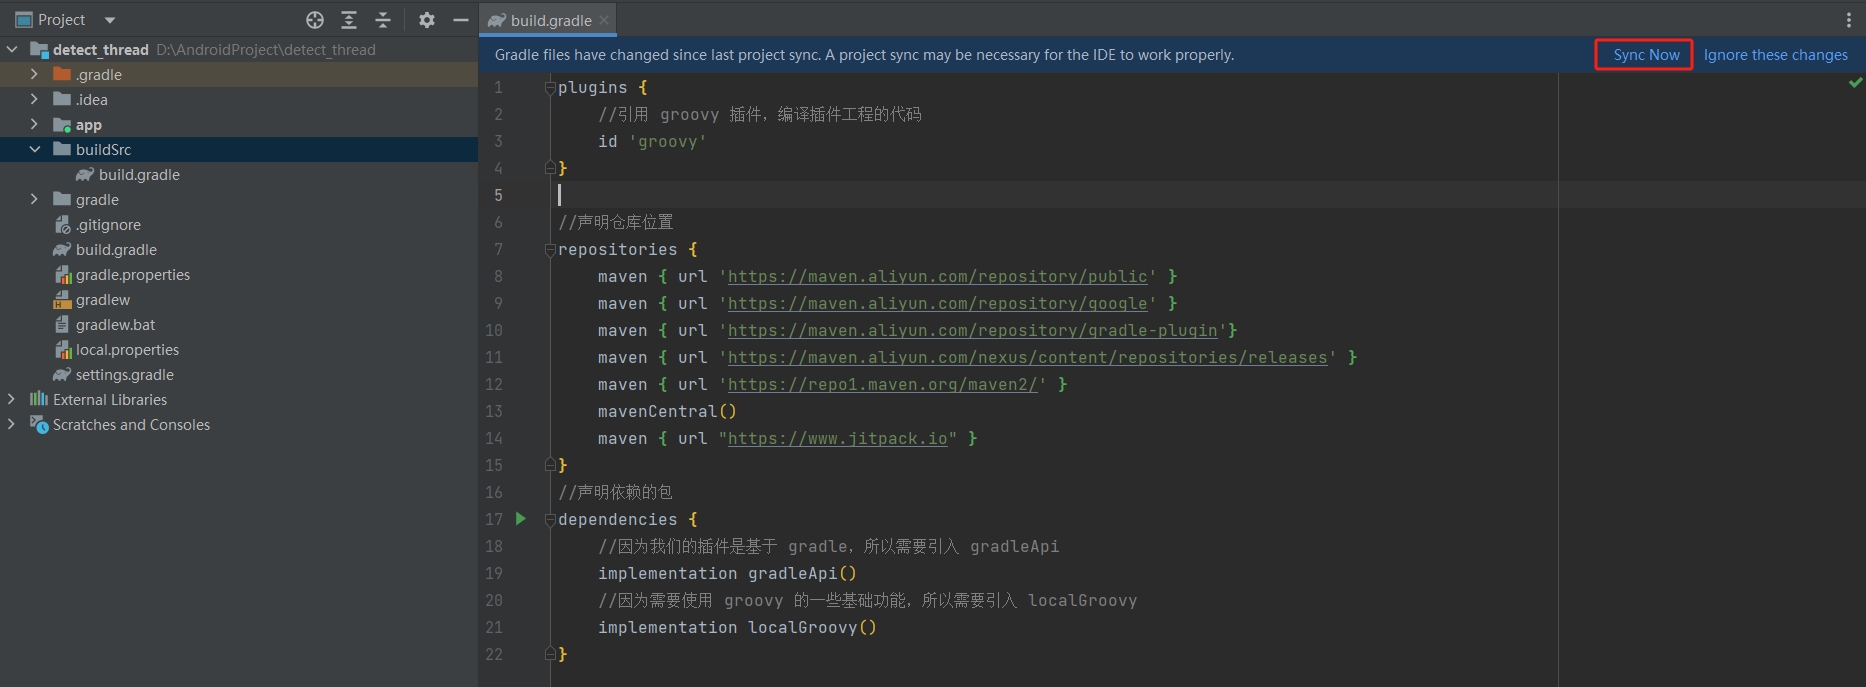 Project
detect_thread D:\AndroidProject\detect_thread
.gradle
.idea
app
buildSrc
build.gradle
gradle
.gitignore
build.gradle
gradle.properties
gradlew
gradlew.bat
local.properties
settings.gradle
External Libraries
Scratches and Consoles
build.gradle
Gradle files have changed since last project sync. A project sync may be necessary for the IDE to work properly.
Sync Now Ignore these changes
1 plugins {
2 //引用 groovy 插件，编译插件工程的代码
3 id 'groovy'
4 }
5
6 //声明仓库位置
7 repositories {
8 maven { url 'https://maven.aliyun.com/repository/public' }
9 maven { url 'https://maven.aliyun.com/repository/google' }
10 maven { url 'https://maven.aliyun.com/repository/gradle-plugin'}
11 maven { url 'https://maven.aliyun.com/nexus/content/repositories/releases' }
12 maven { url 'https://repo1.maven.org/maven2/' }
13 mavenCentral()
14 maven { url "https://www.jitpack.io" }
15 }
16 //声明依赖的包
17 dependencies {
18 //因为我们的插件是基于 gradle，所以需要引入 gradleApi
19 implementation gradleApi()
20 //因为需要使用 groovy 的一些基础功能，所以需要引入 localGroovy
21 implementation localGroovy()
22 }